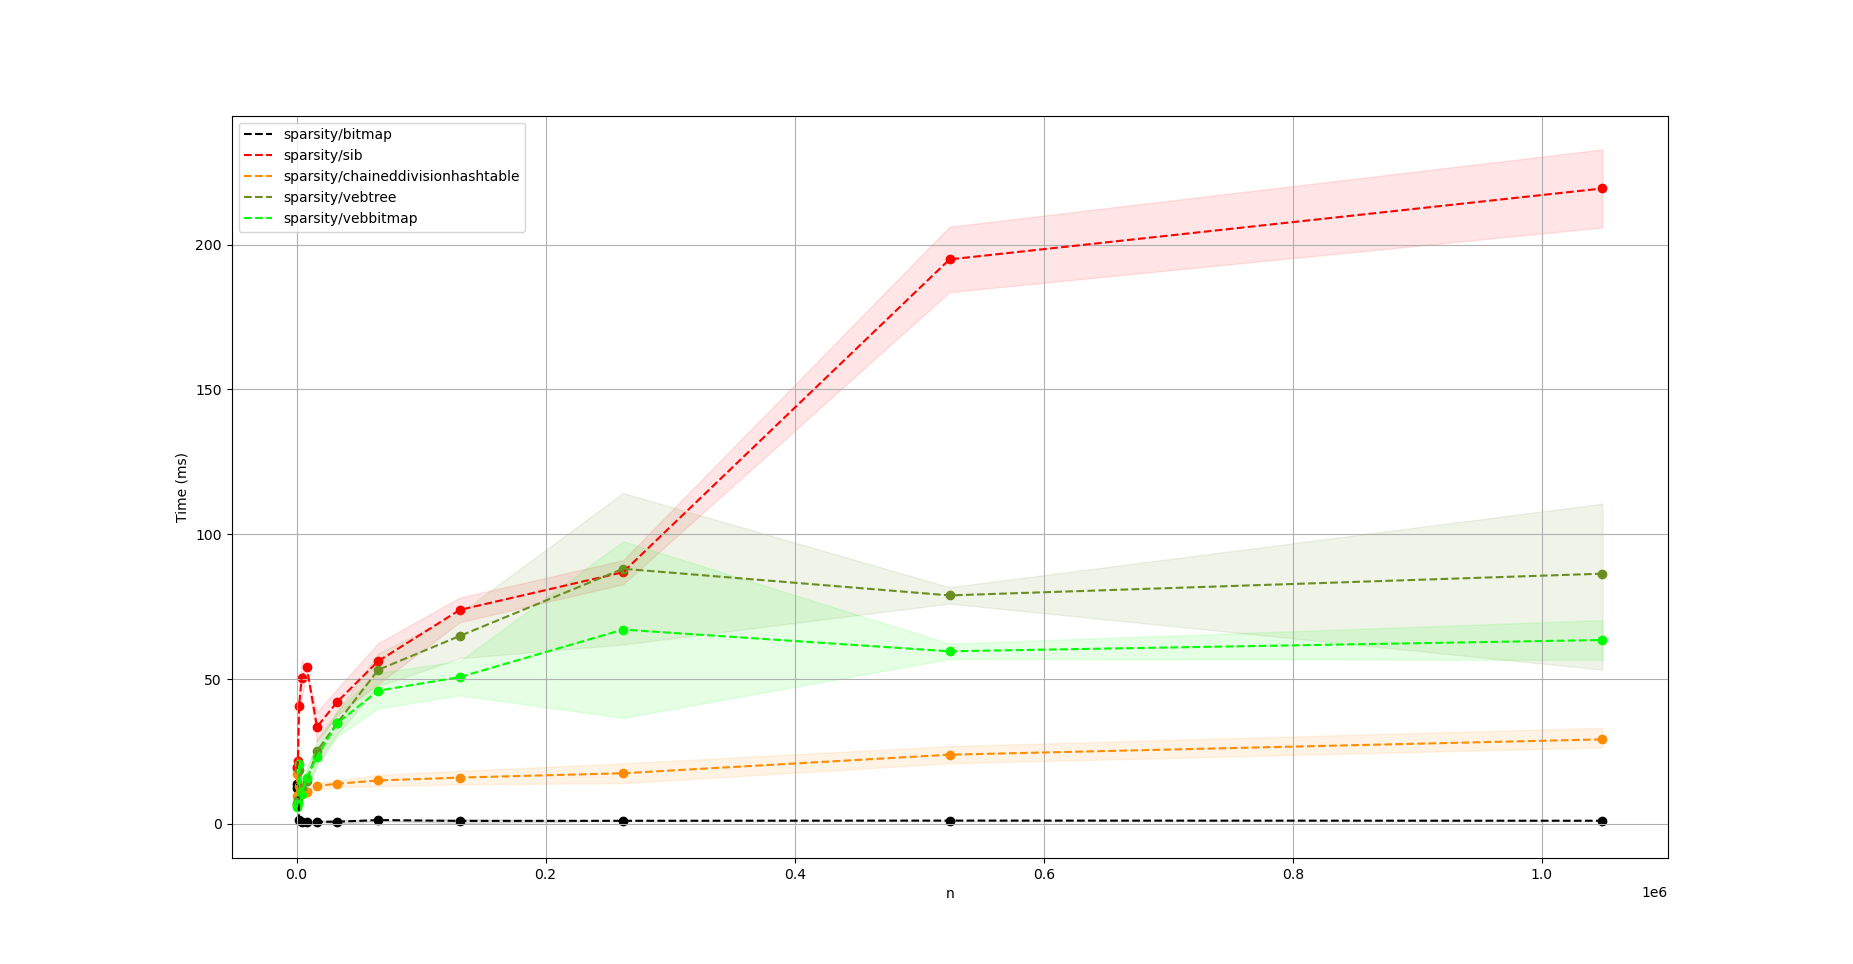 sparsity/bitmap
sparsity/sib
sparsity/chaineddivisionhashtable
sparsity/vebtree
sparsity/vebbitmap
200
150
100
50
0
Time (ms)
0.0 0.2 0.4 0.6 0.8 1.0
1e6
n